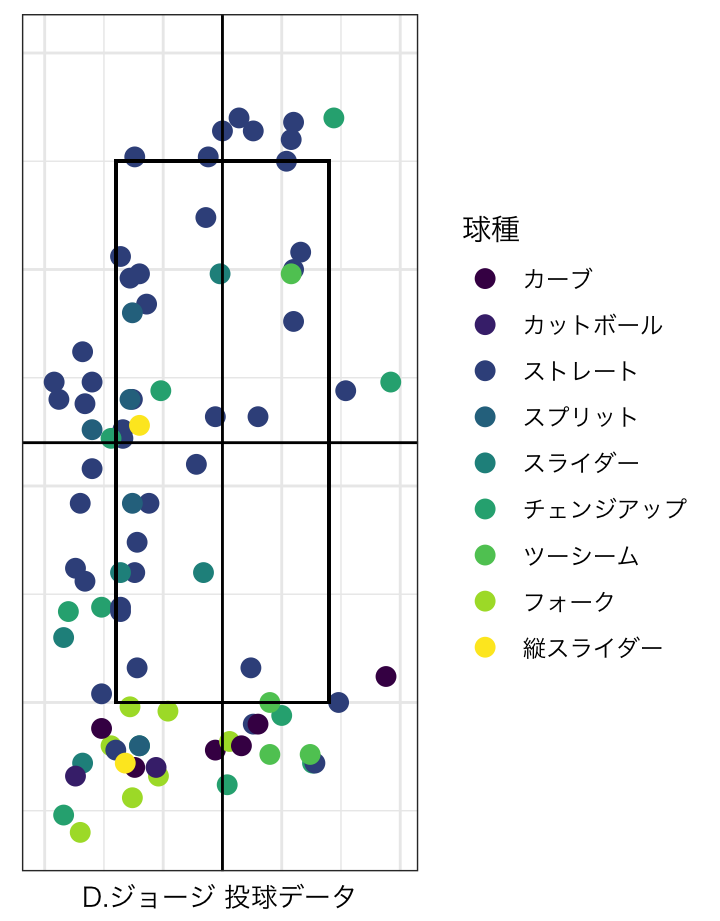 球種
カーブ
カットボール
ストレート
スプリット
スライダー
チェンジアップ
ツーシーム
フォーク
縦スライダー
D.ジョージ 投球データ